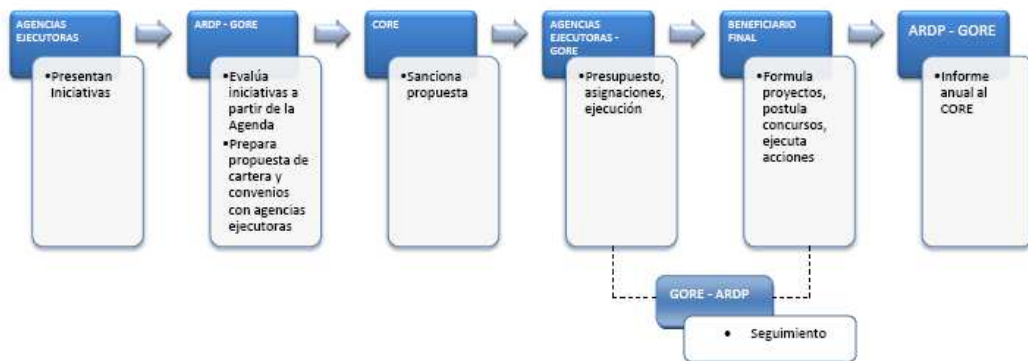 AGENCIAS
EJECUTORAS
•Presentan
Iniciativas
ARDP - GORE
•Evalúa
iniciativas a
partir de la
Agenda
•Prepara
propuesta de
cartera y
convenios
con agencias
ejecutoras
CORE
•Sanciona
propuesta
AGENCIAS
EJECUTORAS -
GORE
•Presupuesto,
asignaciones,
ejecución
BENEFICIARIO
FINAL
•Formula
proyectos,
postula
concursos,
ejecuta
acciones
ARDP - GORE
•Informe
anual al
CORE
GORE - ARDP
• Seguimiento